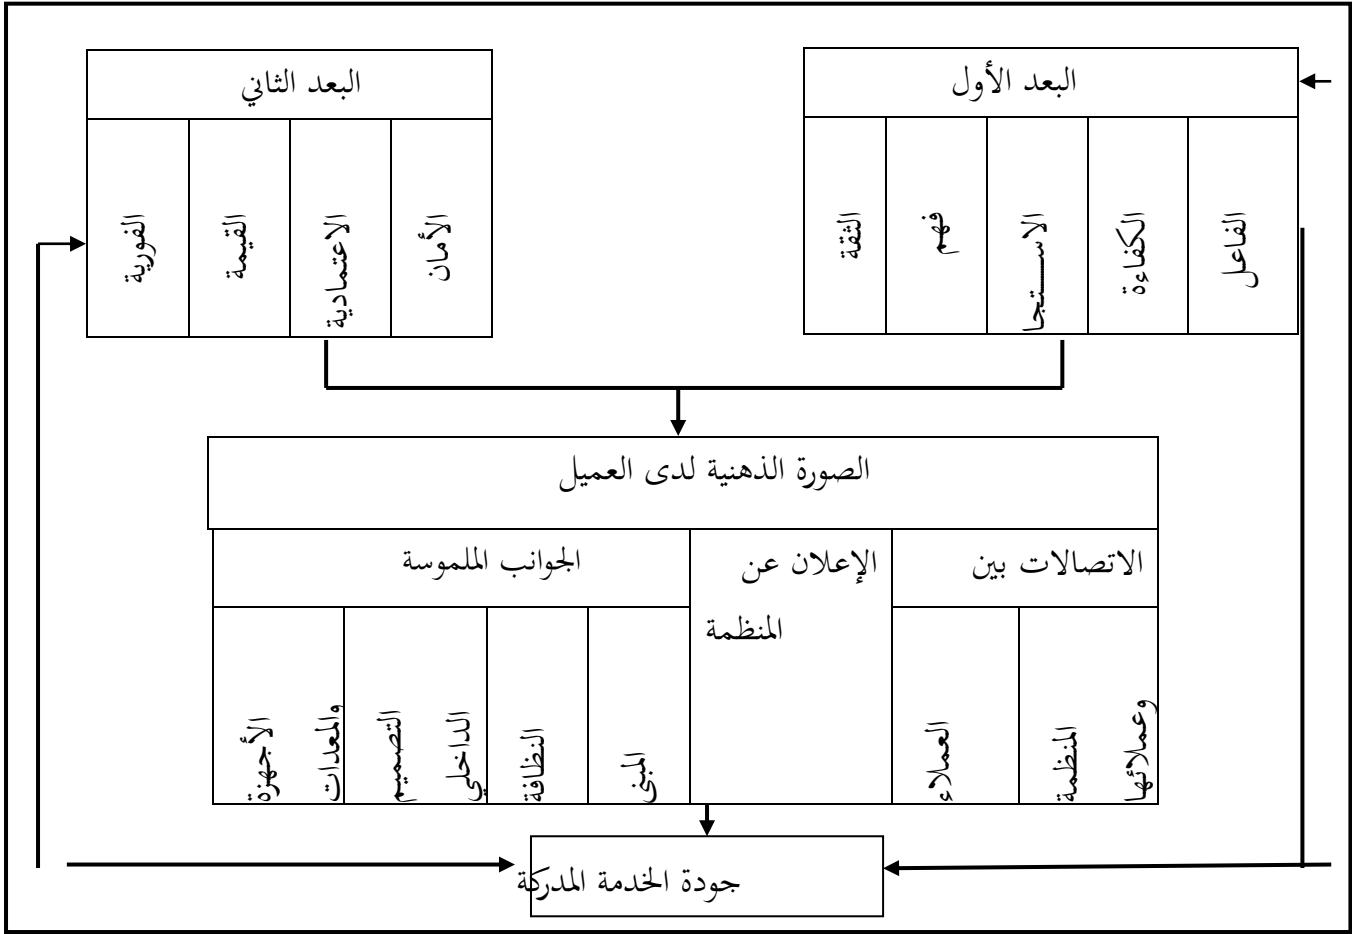 البعد الأول
الفاعل
الكفاءة
الاستجا
فهم
الثقة
البعد الثاني
الأمان
الاعتمادية
القيمة
الفورية
الصورة الذهنية لدى العميل
الاتصالات بين
المنظمة
وعملائها
العملاء
الإعلان عن
المنظمة
الجوانب الملموسة
المبنى
النظافة
التصميم
الداخلي
الأجهزة
والمعدات
جودة الخدمة المدركة